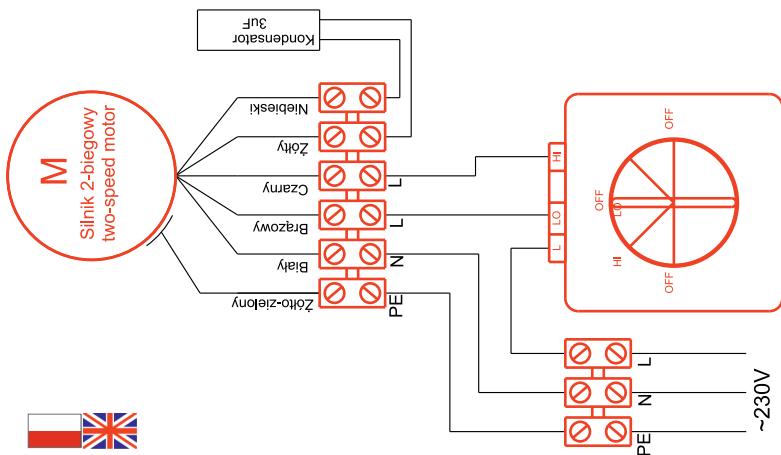 M
Silnik 2-biegowy
two-speed motor
Kondensator
3uF
Niebieski
Żółty
Czarny
Brązowy
Biały
Żółto-zielony
L
L
N
PE
HI
LO
L
OFF
OFF
LO
HI
OFF
L
N
PE
~230V